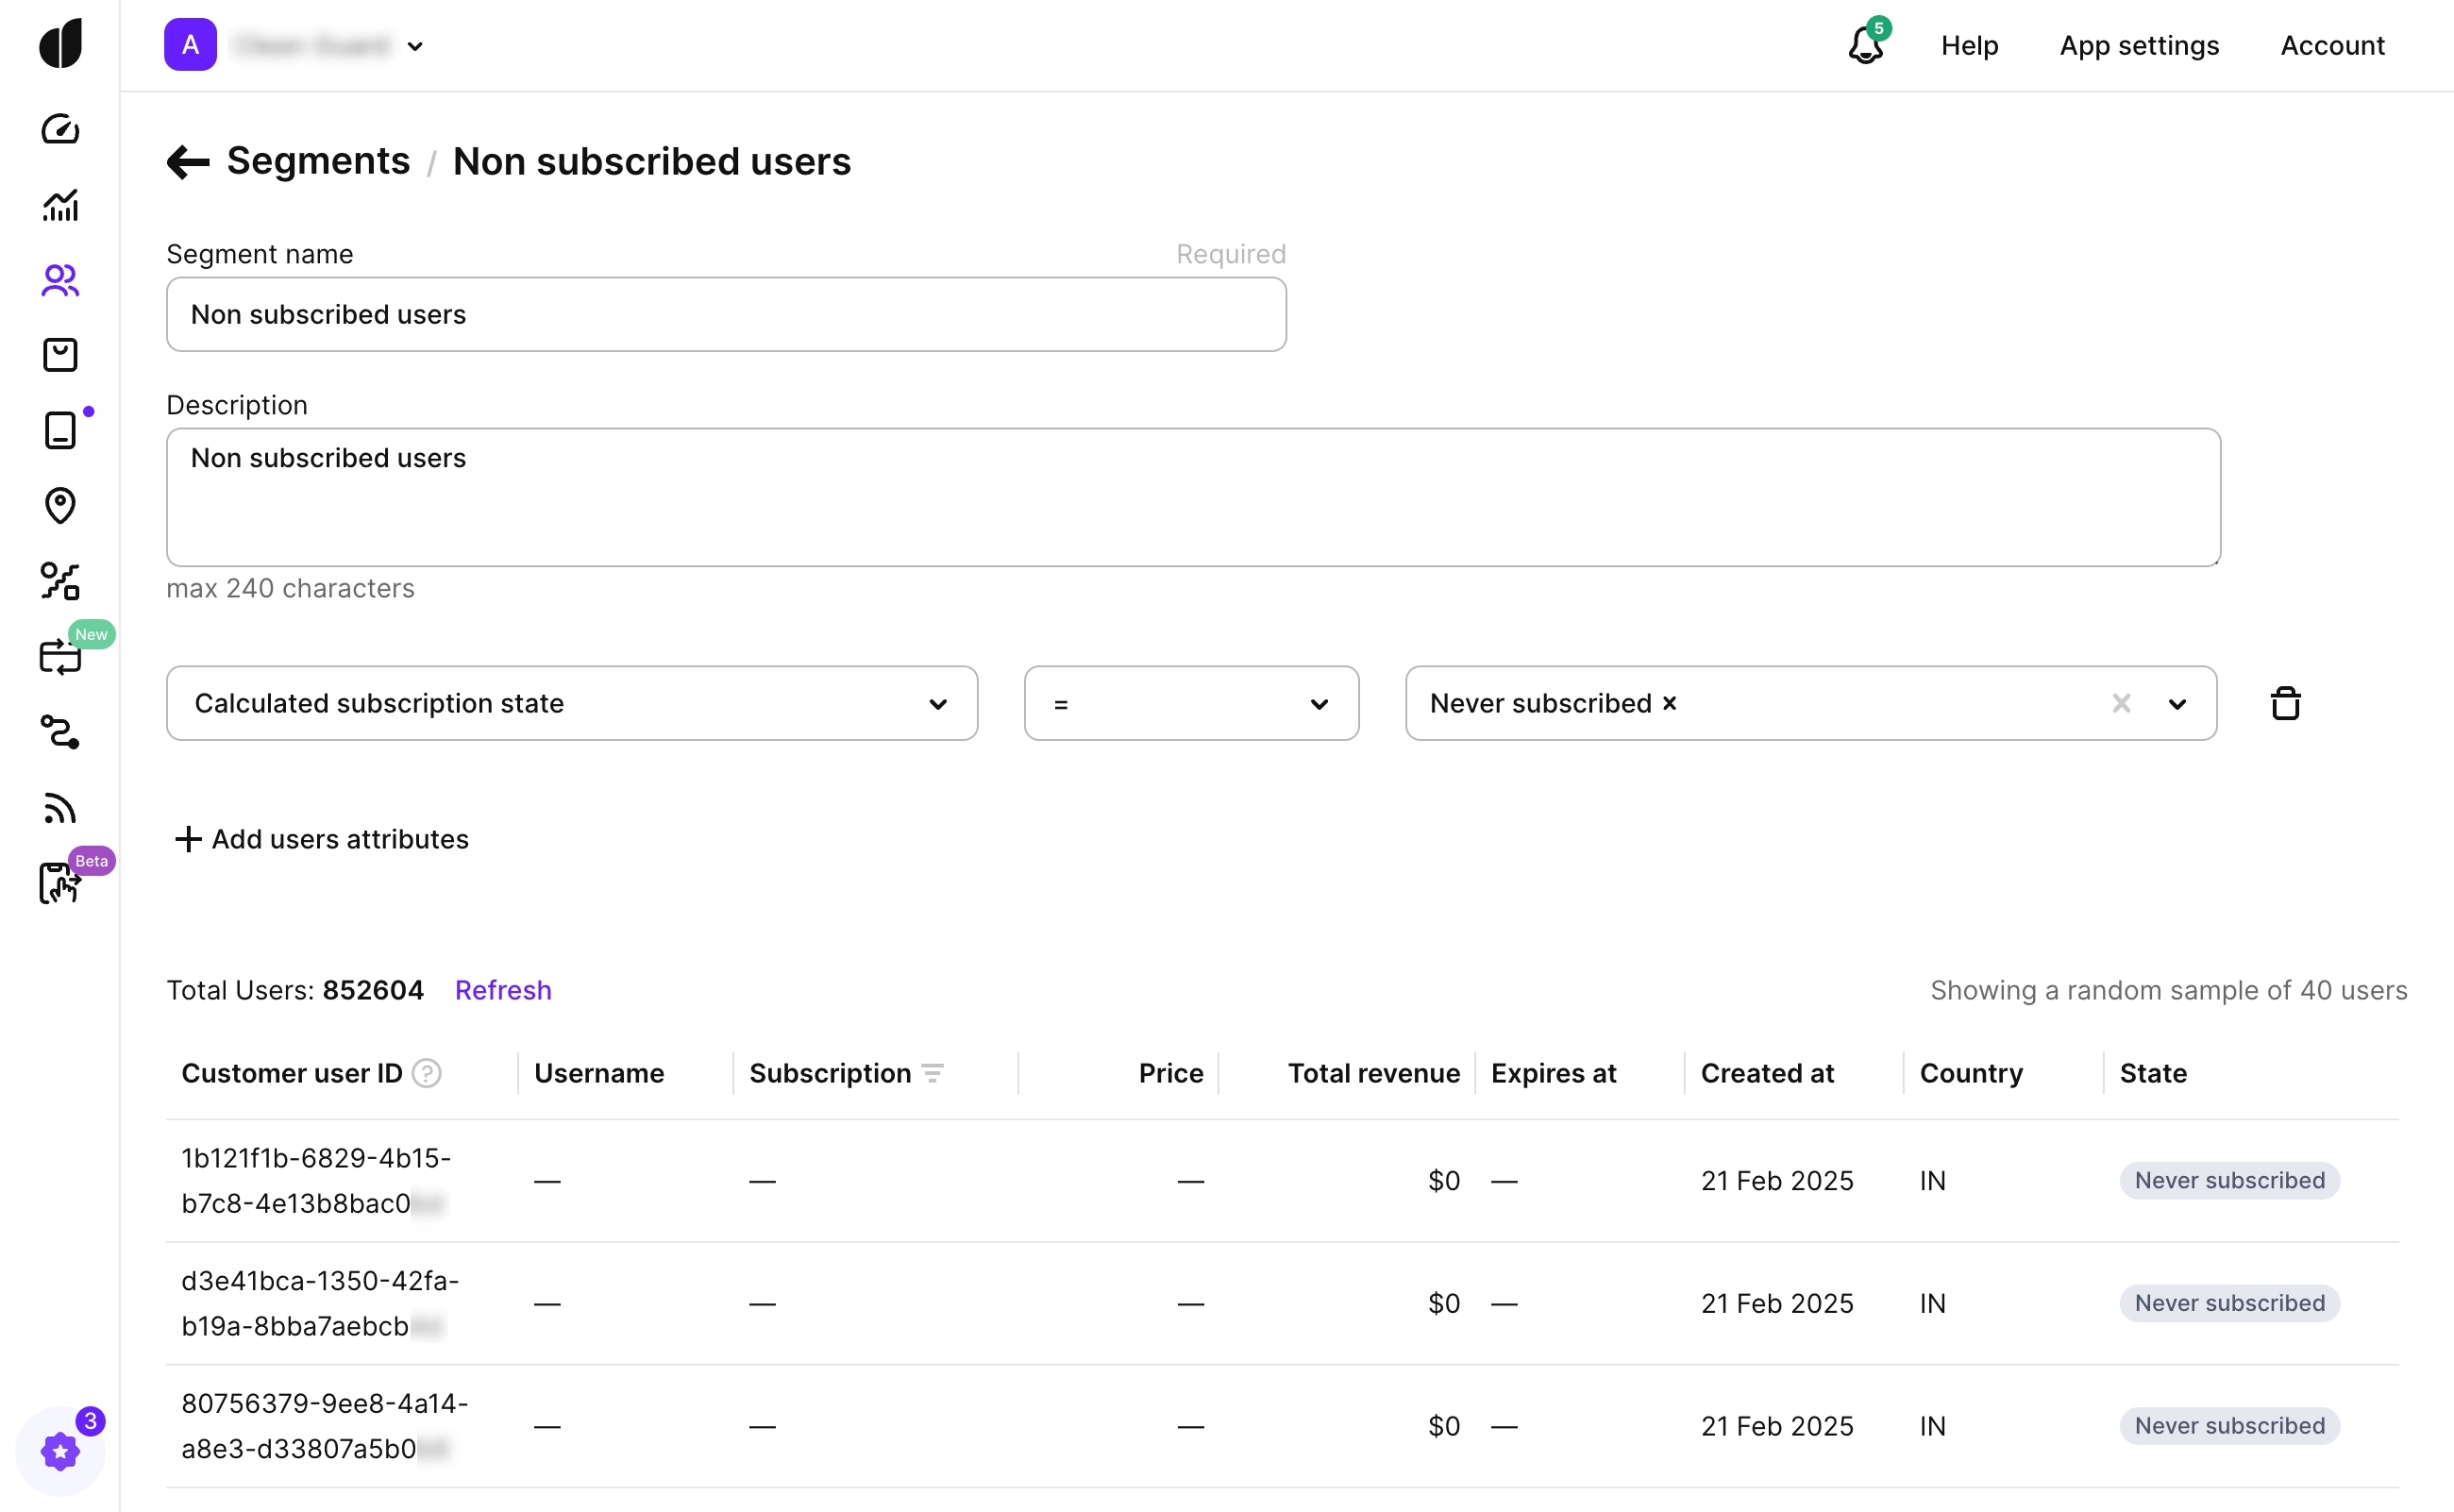 A
5
Help
App settings
Account
Segments / Non subscribed users
Segment name
Required
Non subscribed users
Description
Non subscribed users
max 240 characters
New
Calculated subscription state
=
Never subscribed ×
Add users attributes
Beta
Total Users: 852604 Refresh
Showing a random sample of 40 users
Customer user ID ? Username Subscription Price Total revenue Expires at Created at Country State
1b121f1b-6829-4b15-
b7c8-4e13b8bac0
— — — $0 — 21 Feb 2025 IN Never subscribed
d3e41bca-1350-42fa-
b19a-8bba7aebcb
— — — $0 — 21 Feb 2025 IN Never subscribed
80756379-9ee8-4a14-
a8e3-d33807a5b0
— — — $0 — 21 Feb 2025 IN Never subscribed
3